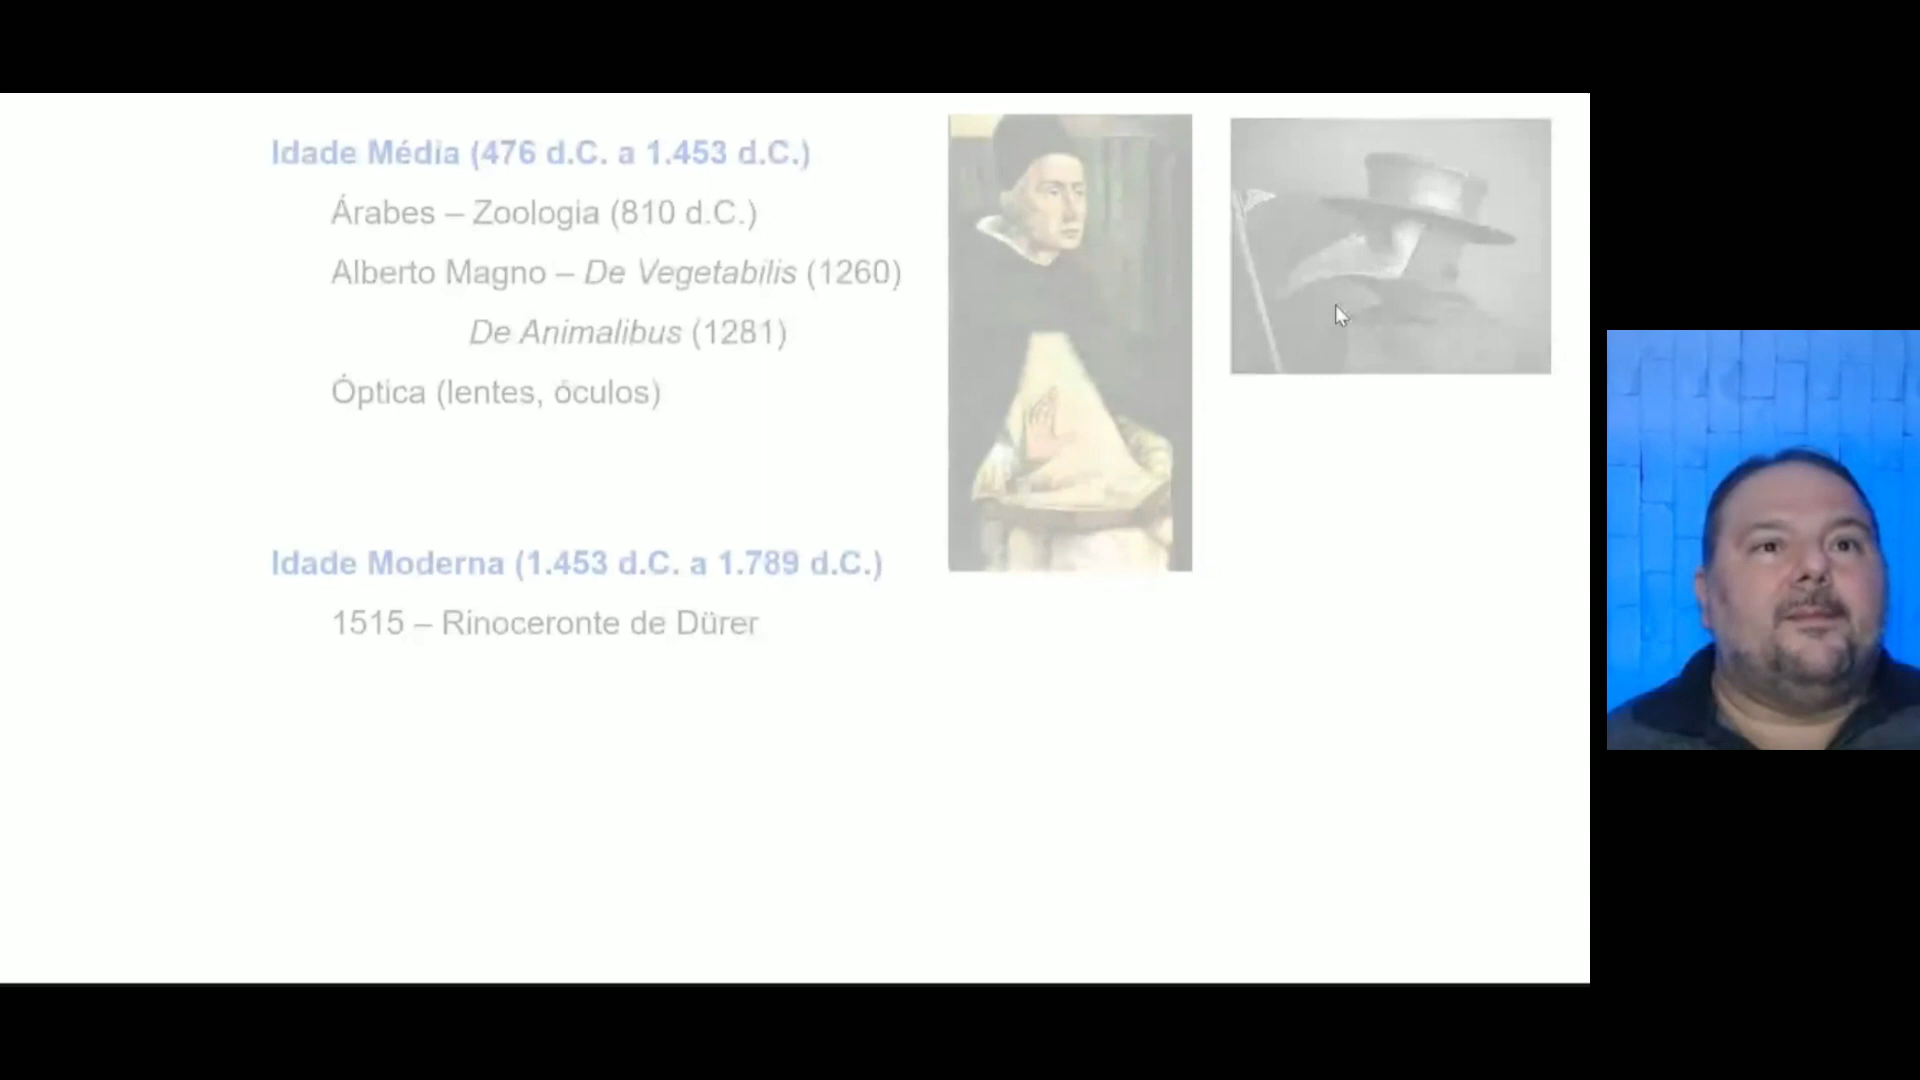 Idade Média (476 d.C. a 1.453 d.C.)
Árabes – Zoologia (810 d.C.)
Alberto Magno – De Vegetabilis (1260)
De Animalibus (1281)
Óptica (lentes, óculos)
Idade Moderna (1.453 d.C. a 1.789 d.C.)
1515 – Rinoceronte de Dürer